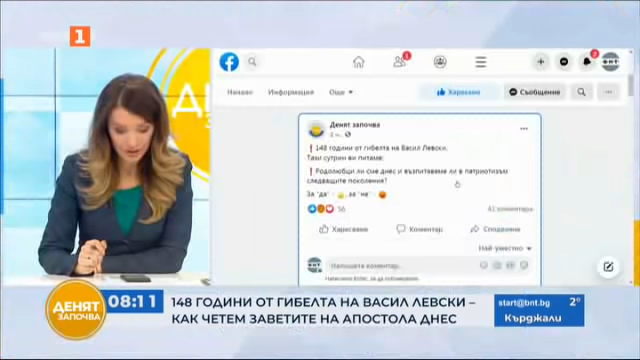 1
ДЕНЯТ
Начало Информация Още Харесвам Съобщение
Денят започва
148 години от гибелта на Васил Левски.
Тази сутрин ви питаме:
Родолюбци ли сме днес и възпитаваме ли в патриотизъм
следващите поколения?
За "да" - , за "не" -
56 41 коментара
Харесване Коментар Споделяне
Най-уместно
Напишете коментар...
ДЕНЯТ
ЗАПОЧВА
08:11
148 ГОДИНИ ОТ ГИБЕЛТА НА ВАСИЛ ЛЕВСКИ –
КАК ЧЕТЕМ ЗАВЕТИТЕ НА АПОСТОЛА ДНЕС
start@bnt.bg 2°
Кърджали